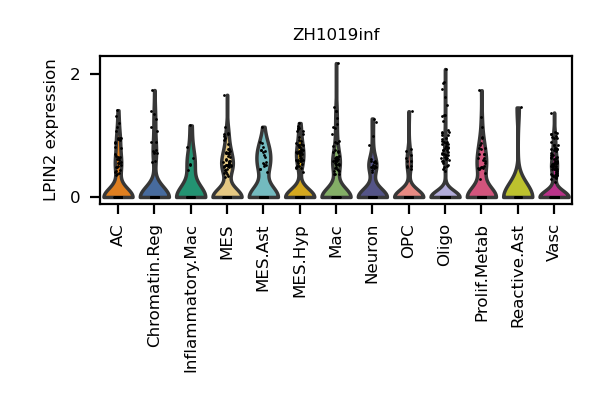 ZH1019inf
LPIN2 expression
2
0
AC
Chromatin.Reg
Inflammatory.Mac
MES
MES.Ast
MES.Hyp
Mac
Neuron
OPC
Oligo
Prolif.Metab
Reactive.Ast
Vasc